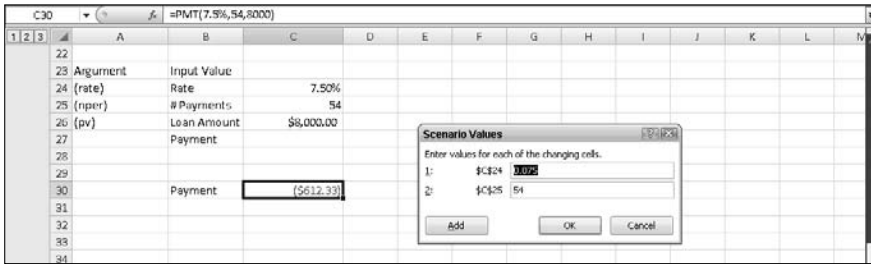 C30 fx =PMT(7.5%,54,8000)
1 2 3 A B C D E F G H I J K L M
22
23 Argument Input Value
24 (rate) Rate 7.50%
25 (nper) # Payments 54
26 (pv) Loan Amount $8,000.00
27 Payment
28
29
30 Payment ($612.33)
31
32
33
34
Scenario Values
Enter values for each of the changing cells.
1: $C$24 0.075
2: $C$25 54
Add OK Cancel